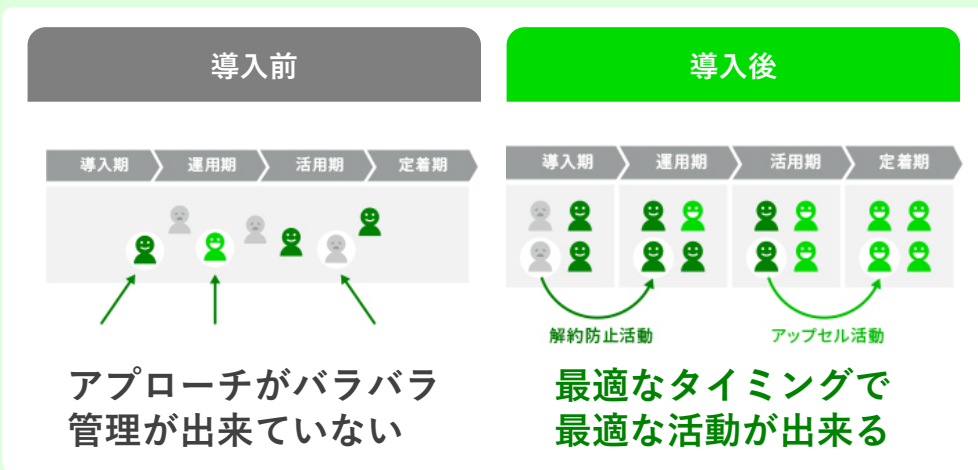 導入前
導入期
運用期
活用期
定着期
アプローチがバラバラ
管理が出来ていない
導入後
導入期
運用期
活用期
定着期
解約防止活動
アップセル活動
最適なタイミングで
最適な活動が出来る